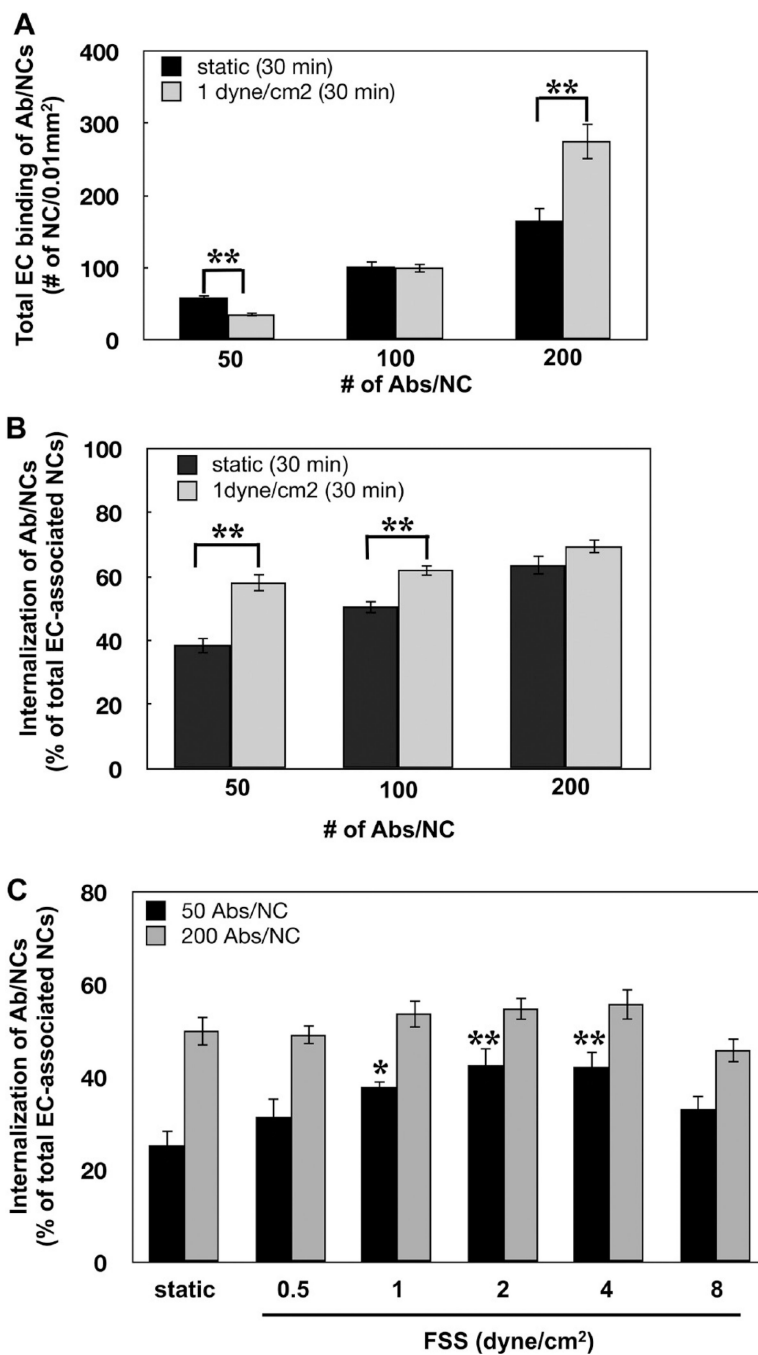 A
Total EC binding of Ab/NCs
(# of NC/0.01mm²)
400
300
200
100
0
static (30 min)
1 dyne/cm2 (30 min)
**
**
50 100 200
# of Abs/NC
B
Internalization of Ab/NCs
(% of total EC-associated NCs)
100
80
60
40
20
0
static (30 min)
1dyne/cm2 (30 min)
**
**
50 100 200
# of Abs/NC
C
Internalization of Ab/NCs
(% of total EC-associated NCs)
80
60
40
20
0
50 Abs/NC
200 Abs/NC
*
**
**
static 0.5 1 2 4 8
FSS (dyne/cm²)